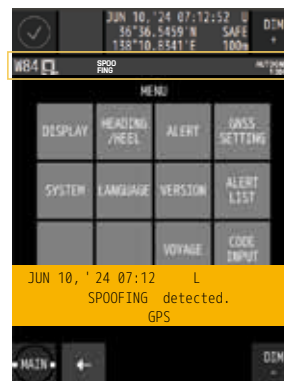 JUN 10, '24 07:12:52 U
DIM
+
36°36.5459'N SAFE
138°10.8341'E 100m
W84
SPOO
FING
MENU
DISPLAY
HEADING
/HEEL
ALERT
GNSS
SETTING
SYSTEM
LANGUAGE
VERSION
ALERT
LIST
VOYAGE
CODE
INPUT
JUN 10, '24 07:12 L
SPOOFING detected.
GPS
MAIN
DIM
-